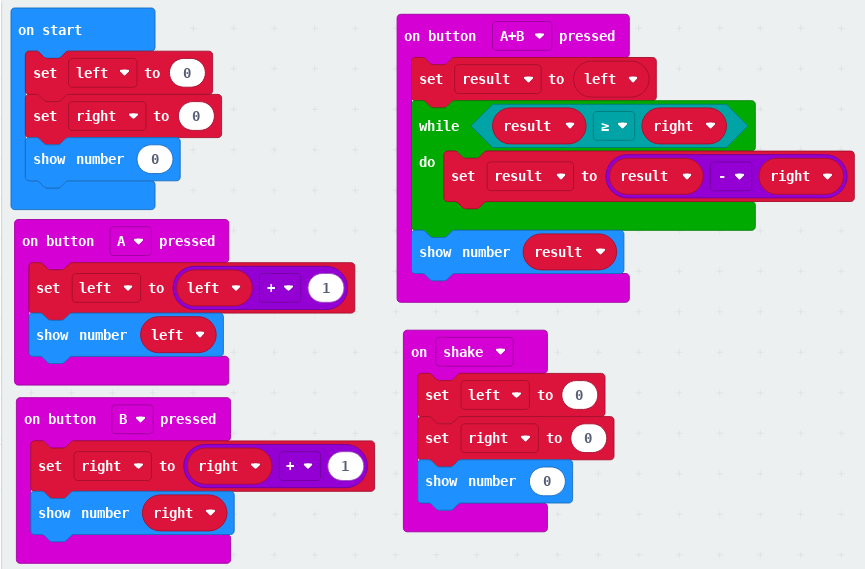 on start
set left to 0
set right to 0
show number 0
on button A pressed
set left to left + 1
show number left
on button B pressed
set right to right + 1
show number right
on button A+B pressed
set result to left
while result ≥ right
do set result to result - right
show number result
on shake
set left to 0
set right to 0
show number 0